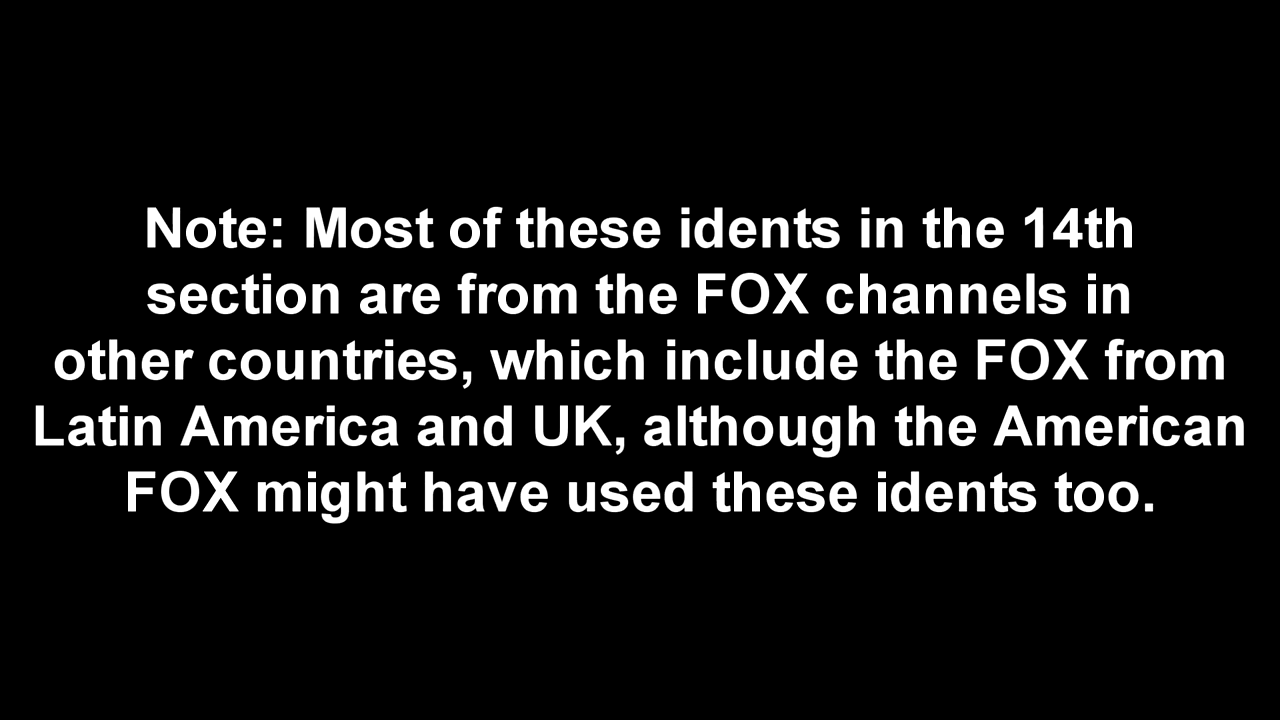 Note: Most of these idents in the 14th
section are from the FOX channels in
other countries, which include the FOX from
Latin America and UK, although the American
FOX might have used these idents too.